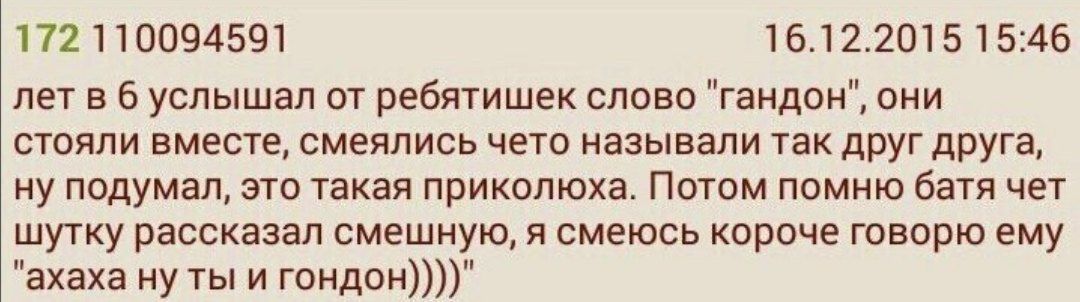 172 110094591 16.12.2015 15:46
лет в 6 услышал от ребятишек слово "гандон", они
стояли вместе, смеялись чето называли так друг друга,
ну подумал, это такая приколюха. Потом помню батя чет
шутку рассказал смешную, я смеюсь короче говорю ему
"ахаха ну ты и гондон))))"